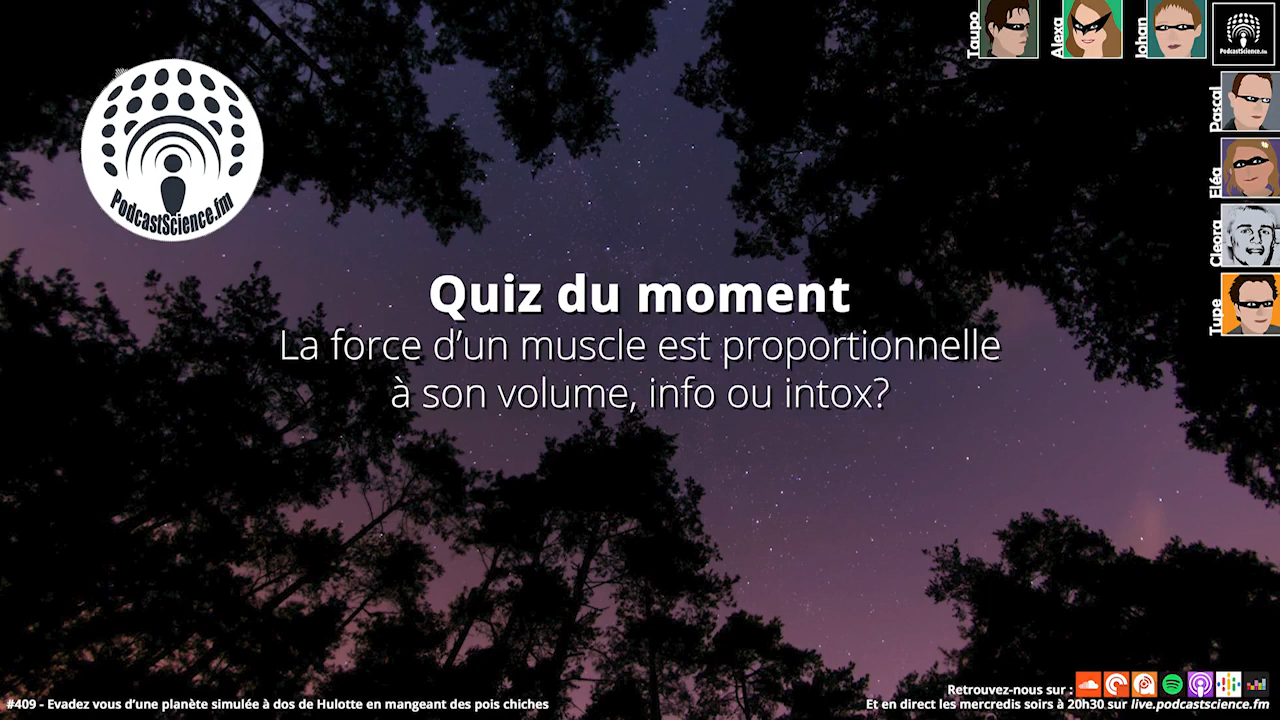 Taupo
Alexa
Johan
PodcastScience.fm
Pascal
Eléa
Cleora
Tupe
PodcastScience.fm
Quiz du moment
La force d’un muscle est proportionnelle
à son volume, info ou intox?
Retrouvez-nous sur :
#409 - Evadez vous d’une planète simulée à dos de Hulotte en mangeant des pois chiches
Et en direct les mercredis soirs à 20h30 sur live.podcastscience.fm